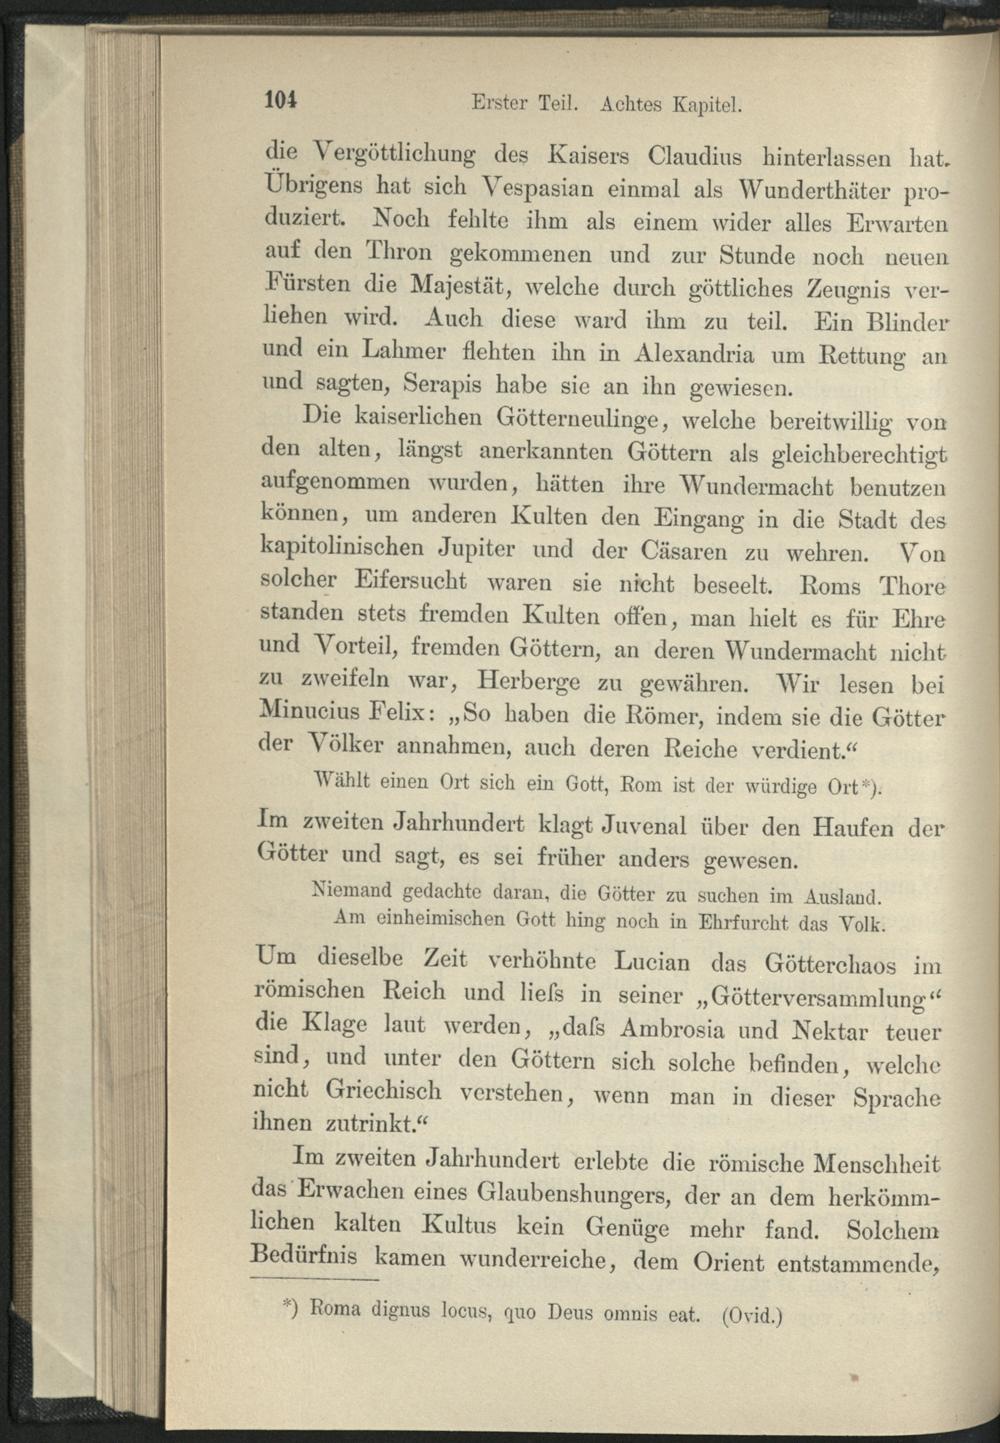 104 Erster Teil. Achtes Kapitel.
die Vergöttlichung des Kaisers Claudius hinterlassen hat.
Übrigens hat sich Vespasian einmal als Wunderthäter pro-
duziert. Noch fehlte ihm als einem wider alles Erwarten
auf den Thron gekommenen und zur Stunde noch neuen
Fürsten die Majestät, welche durch göttliches Zeugnis ver-
liehen wird. Auch diese ward ihm zu teil. Ein Blinder
und ein Lahmer flehten ihn in Alexandria um Rettung an
und sagten, Serapis habe sie an ihn gewiesen.
Die kaiserlichen Götterneulinge, welche bereitwillig von
den alten, längst anerkannten Göttern als gleichberechtigt
aufgenommen wurden, hätten ihre Wundermacht benutzen
können, um anderen Kulten den Eingang in die Stadt des
kapitolinischen Jupiter und der Cäsaren zu wehren. Von
solcher Eifersucht waren sie nicht beseelt. Roms Thore
standen stets fremden Kulten offen, man hielt es für Ehre
und Vorteil, fremden Göttern, an deren Wundermacht nicht
zu zweifeln war, Herberge zu gewähren. Wir lesen bei
Minucius Felix: „So haben die Römer, indem sie die Götter
der Völker annahmen, auch deren Reiche verdient.“
Wählt einen Ort sich ein Gott, Rom ist der würdige Ort*).
Im zweiten Jahrhundert klagt Juvenal über den Haufen der
Götter und sagt, es sei früher anders gewesen.
Niemand gedachte daran, die Götter zu suchen im Ausland.
Am einheimischen Gott hing noch in Ehrfurcht das Volk.
Um dieselbe Zeit verhöhnte Lucian das Götterchaos im
römischen Reich und liefs in seiner „Götterversammlung“
die Klage laut werden, „dafs Ambrosia und Nektar teuer
sind, und unter den Göttern sich solche befinden, welche
nicht Griechisch verstehen, wenn man in dieser Sprache
ihnen zutrinkt.“
Im zweiten Jahrhundert erlebte die römische Menschheit
das Erwachen eines Glaubenshungers, der an dem herkömm-
lichen kalten Kultus kein Genüge mehr fand. Solchem
Bedürfnis kamen wunderreiche, dem Orient entstammende,
*) Roma dignus locus, quo Deus omnis eat. (Ovid.)